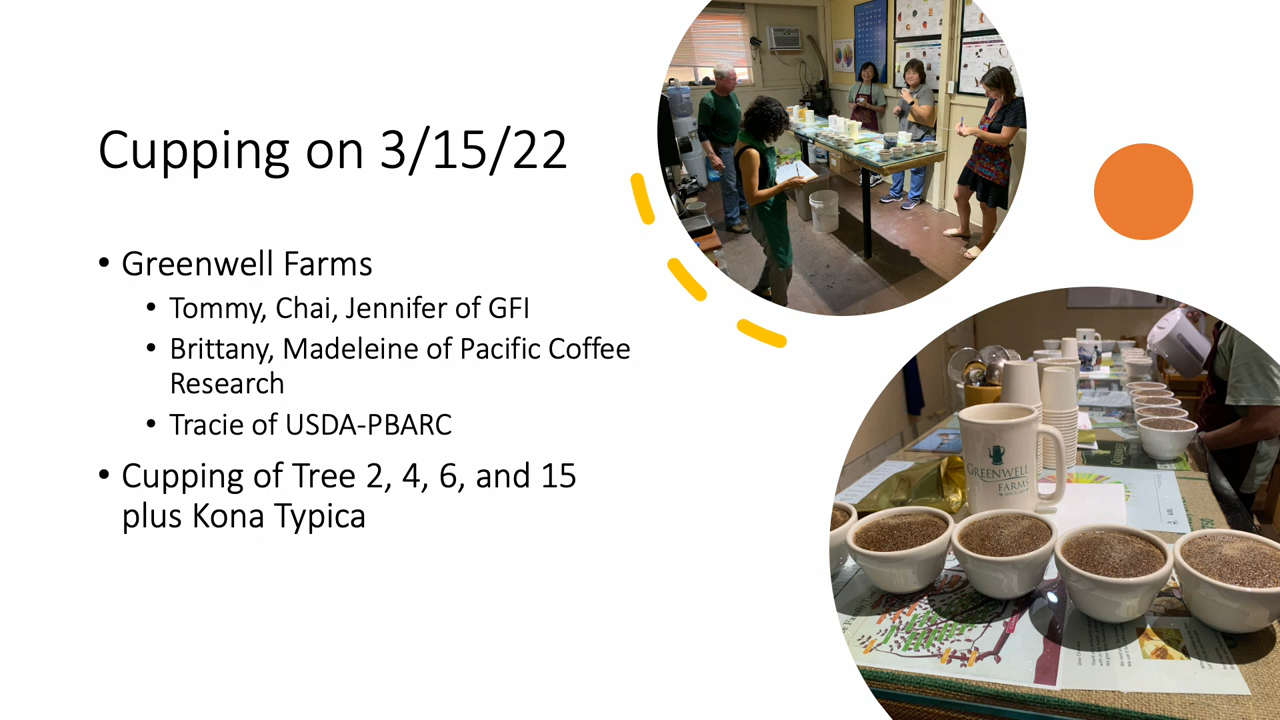 Cupping on 3/15/22
• Greenwell Farms
• Tommy, Chai, Jennifer of GFI
• Brittany, Madeleine of Pacific Coffee
Research
• Tracie of USDA-PBARC
• Cupping of Tree 2, 4, 6, and 15
plus Kona Typica
GREENWELL
FARMS